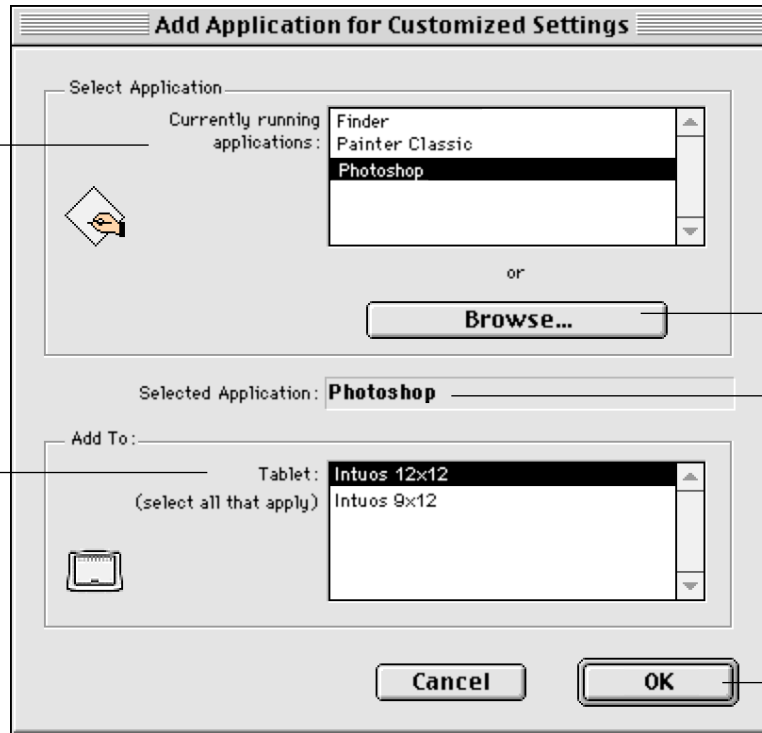 Add Application for Customized Settings
Select Application
Currently running
applications:
Finder
Painter Classic
Photoshop
or
Browse...
Selected Application: Photoshop
Add To:
Tablet:
(select all that apply)
Intuos 12x12
Intuos 9x12
Cancel
OK